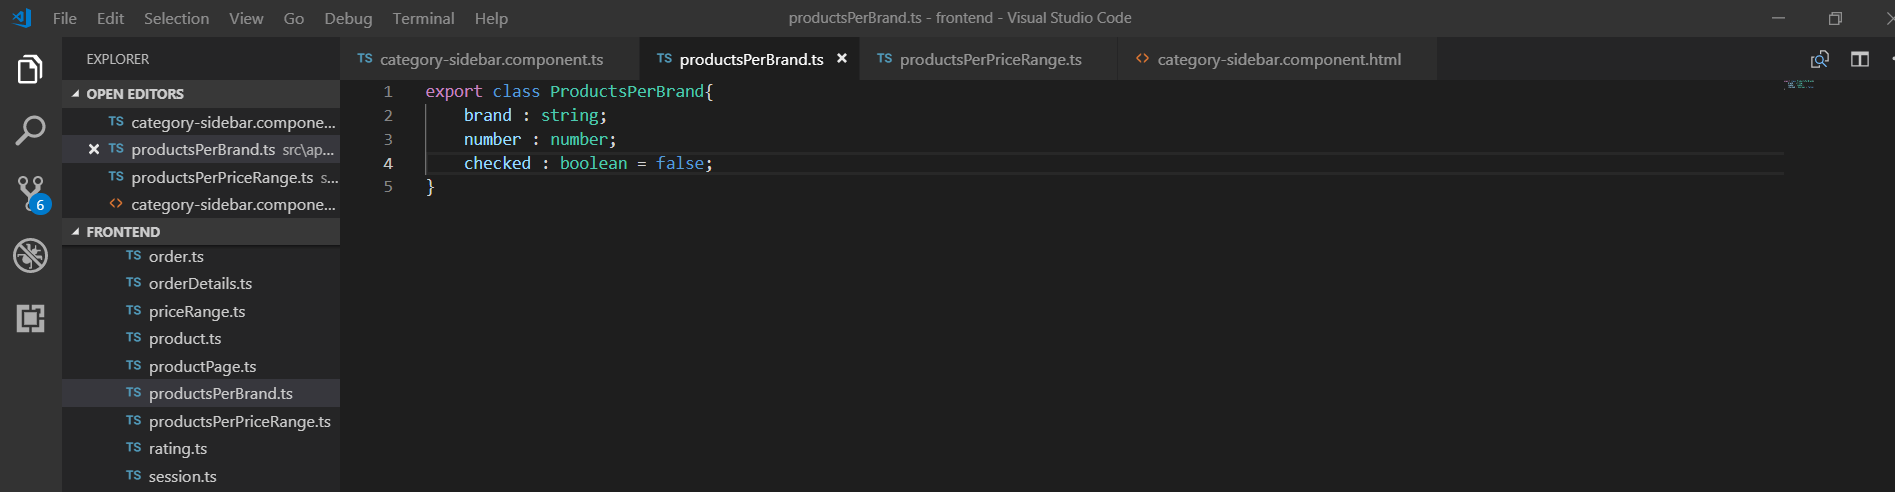 File Edit Selection View Go Debug Terminal Help productsPerBrand.ts - frontend - Visual Studio Code
EXPLORER
TS category-sidebar.component.ts TS productsPerBrand.ts TS productsPerPriceRange.ts <> category-sidebar.component.html
OPEN EDITORS
TS category-sidebar.compone...
TS productsPerBrand.ts src\ap...
TS productsPerPriceRange.ts s...
<> category-sidebar.compone...
6
FRONTEND
TS order.ts
TS orderDetails.ts
TS priceRange.ts
TS product.ts
TS productPage.ts
TS productsPerBrand.ts
TS productsPerPriceRange.ts
TS rating.ts
TS session.ts
1 export class ProductsPerBrand{
2 brand : string;
3 number : number;
4 checked : boolean = false;
5 }